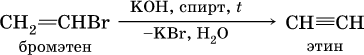 KOH, спирт, t
CH₂=CHBr → CH≡CH
–KBr, H₂O
бромэтен этин